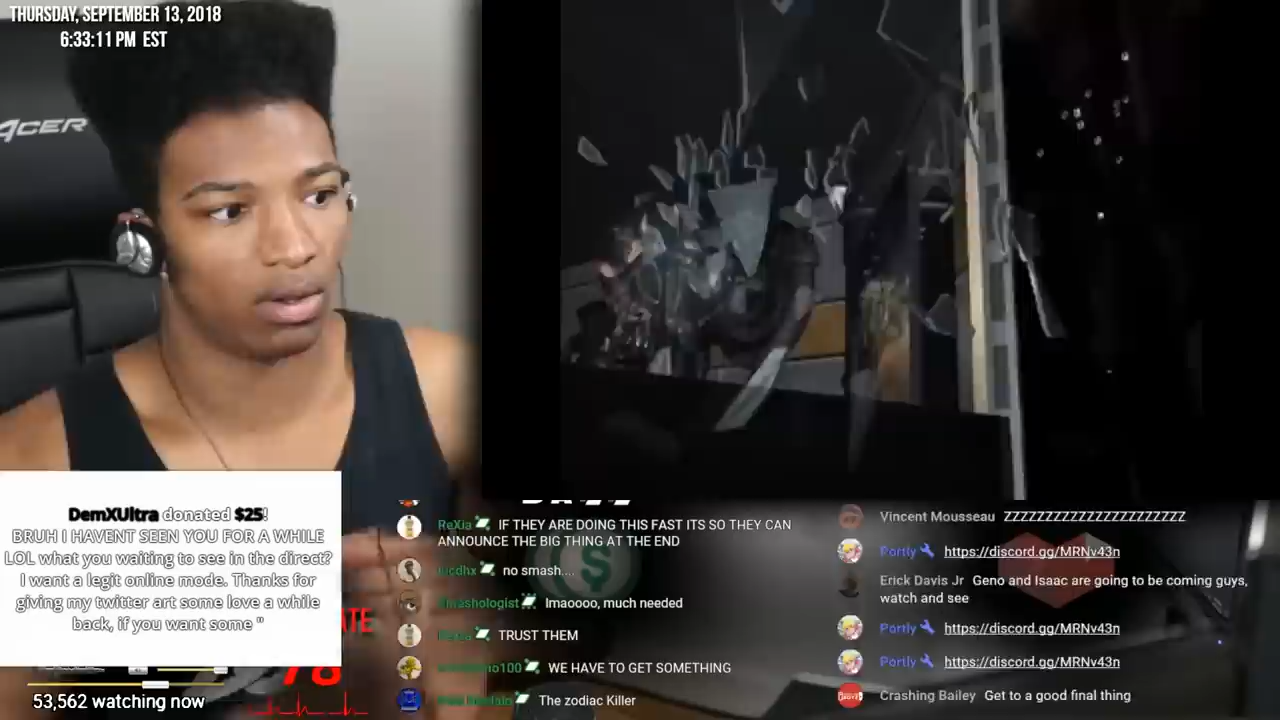 THURSDAY, SEPTEMBER 13, 2018
6:33:11 PM EST
ACER
DemXUltra donated $25!
BRUH I HAVENT SEEN YOU FOR A WHILE
LOL what you waiting to see in the direct?
I want a legit online mode. Thanks for
giving my twitter art some love a while
back, if you want some "
78
53,562 watching now
ReXia IF THEY ARE DOING THIS FAST ITS SO THEY CAN
ANNOUNCE THE BIG THING AT THE END
no smash....
lmaoooo, much needed
TRUST THEM
WE HAVE TO GET SOMETHING
The zodiac Killer
$
Vincent Mousseau ZZZZZZZZZZZZZZZZZZZZZZZ
Portly https://discord.gg/MRNv43n
Erick Davis Jr Geno and Isaac are going to be coming guys,
watch and see
Portly https://discord.gg/MRNv43n
Portly https://discord.gg/MRNv43n
Crashing Bailey Get to a good final thing